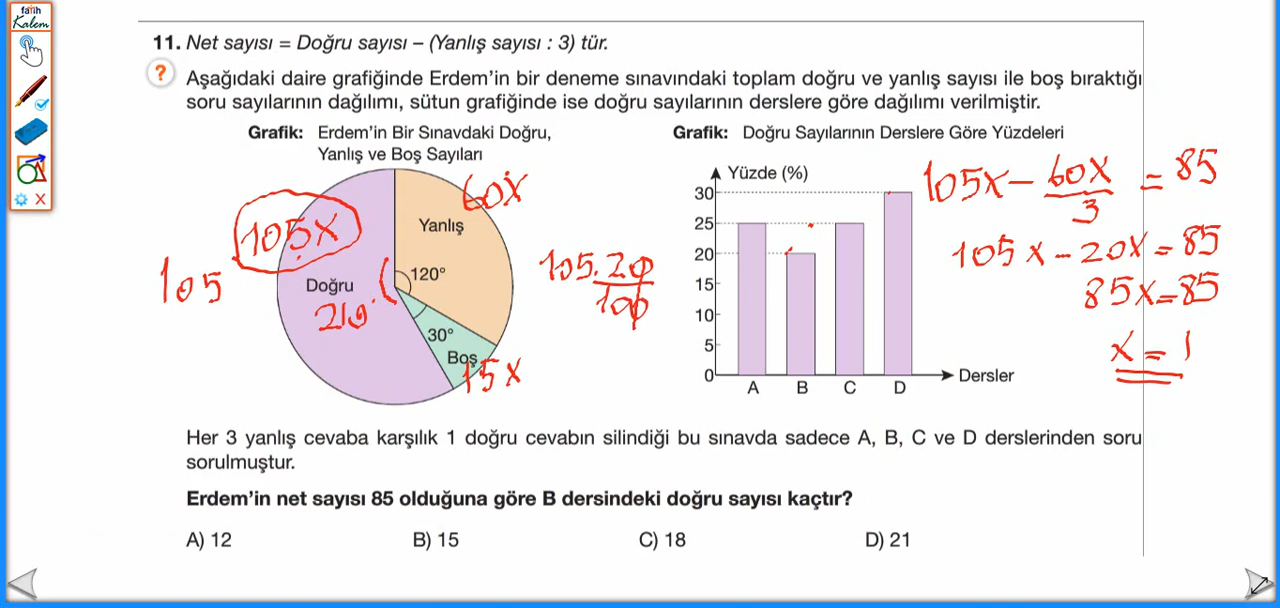 fatih
Kalem
11. Net sayısı = Doğru sayısı – (Yanlış sayısı : 3) tür.
?
Aşağıdaki daire grafiğinde Erdem'in bir deneme sınavındaki toplam doğru ve yanlış sayısı ile boş bıraktığı
soru sayılarının dağılımı, sütun grafiğinde ise doğru sayılarının derslere göre dağılımı verilmiştir.
Grafik: Erdem'in Bir Sınavdaki Doğru,
Yanlış ve Boş Sayıları
105x
105
Doğru
210°
60x
Yanlış
120°
30°
Boş
15x
105.20
100
Grafik: Doğru Sayılarının Derslere Göre Yüzdeleri
Yüzde (%)
30
25
20
15
10
5
0
A B C D
Dersler
105x – 60x/3 = 85
105x – 20x = 85
85x = 85
x = 1
Her 3 yanlış cevaba karşılık 1 doğru cevabın silindiği bu sınavda sadece A, B, C ve D derslerinden soru
sorulmuştur.
Erdem'in net sayısı 85 olduğuna göre B dersindeki doğru sayısı kaçtır?
A) 12 B) 15 C) 18 D) 21